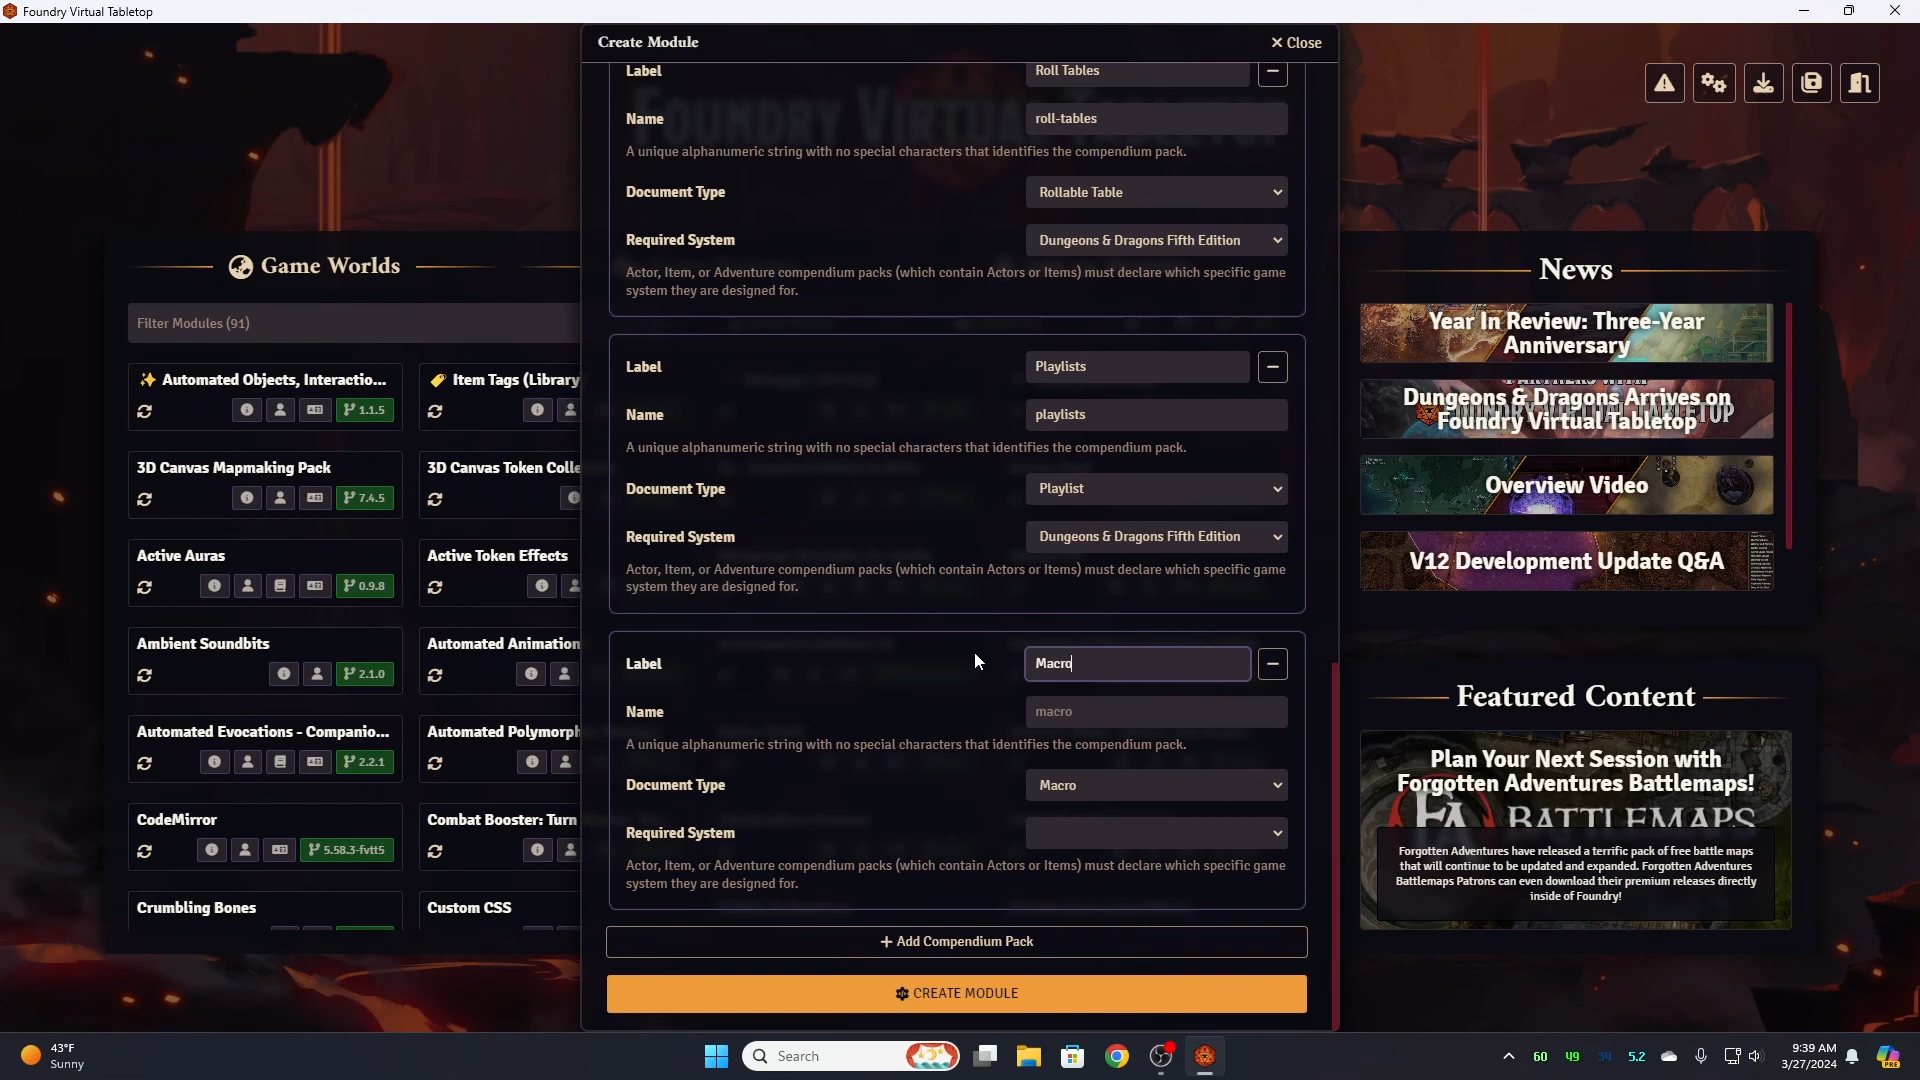 Foundry Virtual Tabletop
Create Module
Close
Label
Roll Tables
Name
roll-tables
A unique alphanumeric string with no special characters that identifies the compendium pack.
Document Type
Rollable Table
Required System
Dungeons & Dragons Fifth Edition
Actor, Item, or Adventure compendium packs (which contain Actors or Items) must declare which specific game
system they are designed for.
Label
Playlists
Name
playlists
A unique alphanumeric string with no special characters that identifies the compendium pack.
Document Type
Playlist
Required System
Dungeons & Dragons Fifth Edition
Actor, Item, or Adventure compendium packs (which contain Actors or Items) must declare which specific game
system they are designed for.
Label
Macro
Name
macro
A unique alphanumeric string with no special characters that identifies the compendium pack.
Document Type
Macro
Required System
Actor, Item, or Adventure compendium packs (which contain Actors or Items) must declare which specific game
system they are designed for.
+ Add Compendium Pack
CREATE MODULE
Game Worlds
Filter Modules (91)
Automated Objects, Interactio...
1.1.5
Item Tags (Library
3D Canvas Mapmaking Pack
7.4.5
3D Canvas Token Colle
Active Auras
0.9.8
Active Token Effects
Ambient Soundbits
2.1.0
Automated Animation
Automated Evocations - Companio...
2.2.1
Automated Polymorph
CodeMirror
5.58.3-fvtt5
Combat Booster: Turn
Crumbling Bones
Custom CSS
News
Year In Review: Three-Year
Anniversary
Dungeons & Dragons Arrives on
Foundry Virtual Tabletop
Overview Video
V12 Development Update Q&A
Featured Content
Plan Your Next Session with
Forgotten Adventures Battlemaps!
BATTLEMAPS
Forgotten Adventures have released a terrific pack of free battle maps
that will continue to be updated and expanded. Forgotten Adventures
Battlemaps Patrons can even download their premium releases directly
inside of Foundry!
43°F
Sunny
Search
60
49
34
5.2
9:39 AM
3/27/2024
PRE